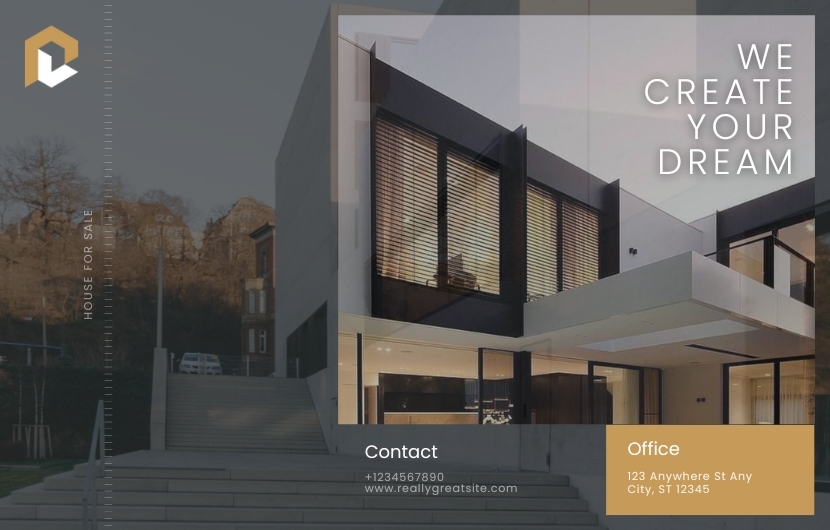 WE
CREATE
YOUR
DREAM
HOUSE FOR SALE
Contact
+1234567890
www.reallygreatsite.com
Office
123 Anywhere St Any
City, ST 12345